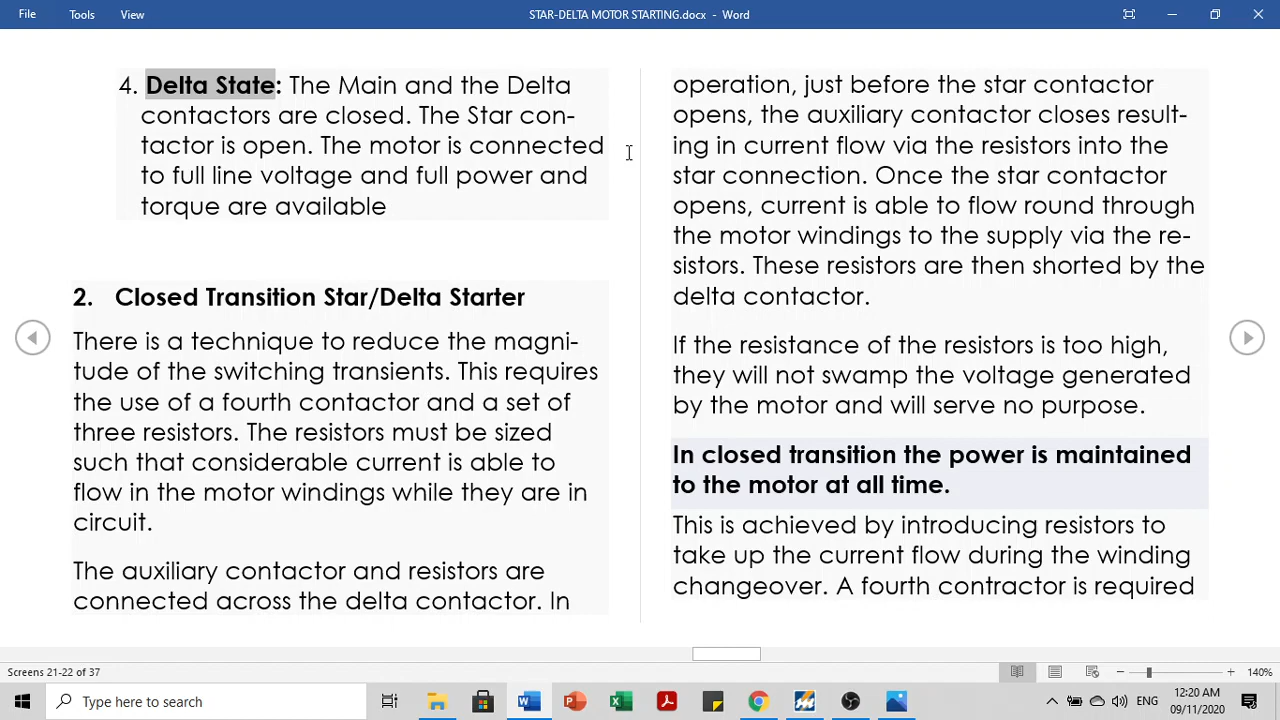 File
Tools
View
STAR-DELTA MOTOR STARTING.docx - Word
4. Delta State: The Main and the Delta
contactors are closed. The Star con-
tactor is open. The motor is connected
to full line voltage and full power and
torque are available
2. Closed Transition Star/Delta Starter
There is a technique to reduce the magni-
tude of the switching transients. This requires
the use of a fourth contactor and a set of
three resistors. The resistors must be sized
such that considerable current is able to
flow in the motor windings while they are in
circuit.
The auxiliary contactor and resistors are
connected across the delta contactor. In
operation, just before the star contactor
opens, the auxiliary contactor closes result-
ing in current flow via the resistors into the
star connection. Once the star contactor
opens, current is able to flow round through
the motor windings to the supply via the re-
sistors. These resistors are then shorted by the
delta contactor.
If the resistance of the resistors is too high,
they will not swamp the voltage generated
by the motor and will serve no purpose.
In closed transition the power is maintained
to the motor at all time.
This is achieved by introducing resistors to
take up the current flow during the winding
changeover. A fourth contractor is required
Screens 21-22 of 37
140%
Type here to search
ENG
12:20 AM
09/11/2020